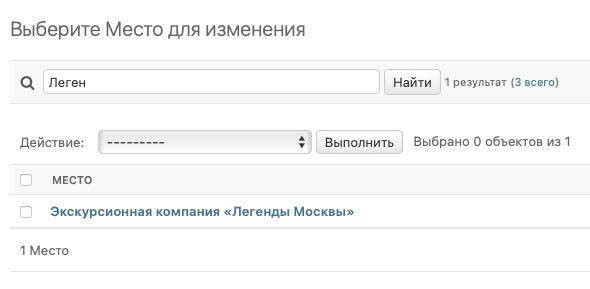 Выберите Место для изменения
Леген Найти 1 результат (3 всего)
Действие: --------- Выполнить Выбрано 0 объектов из 1
МЕСТО
Экскурсионная компания «Легенды Москвы»
1 Место